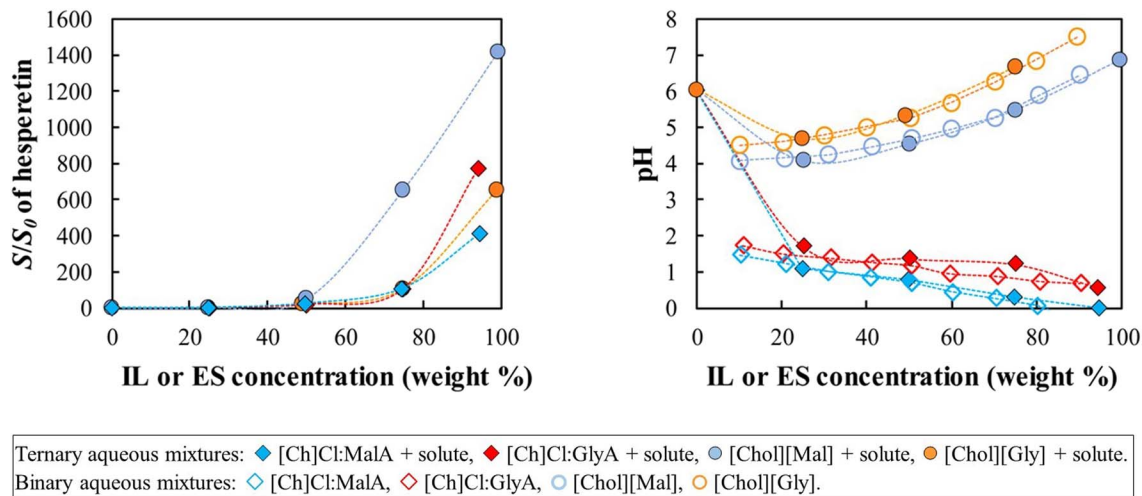 1600
1400
1200
1000
800
600
400
200
0
S/S₀ of hesperetin
0 20 40 60 80 100
IL or ES concentration (weight %)
8
7
6
5
4
3
2
1
0
pH
0 20 40 60 80 100
IL or ES concentration (weight %)
Ternary aqueous mixtures: [Ch]Cl:MalA + solute, [Ch]Cl:GlyA + solute, [Chol][Mal] + solute, [Chol][Gly] + solute.
Binary aqueous mixtures: [Ch]Cl:MalA, [Ch]Cl:GlyA, [Chol][Mal], [Chol][Gly].